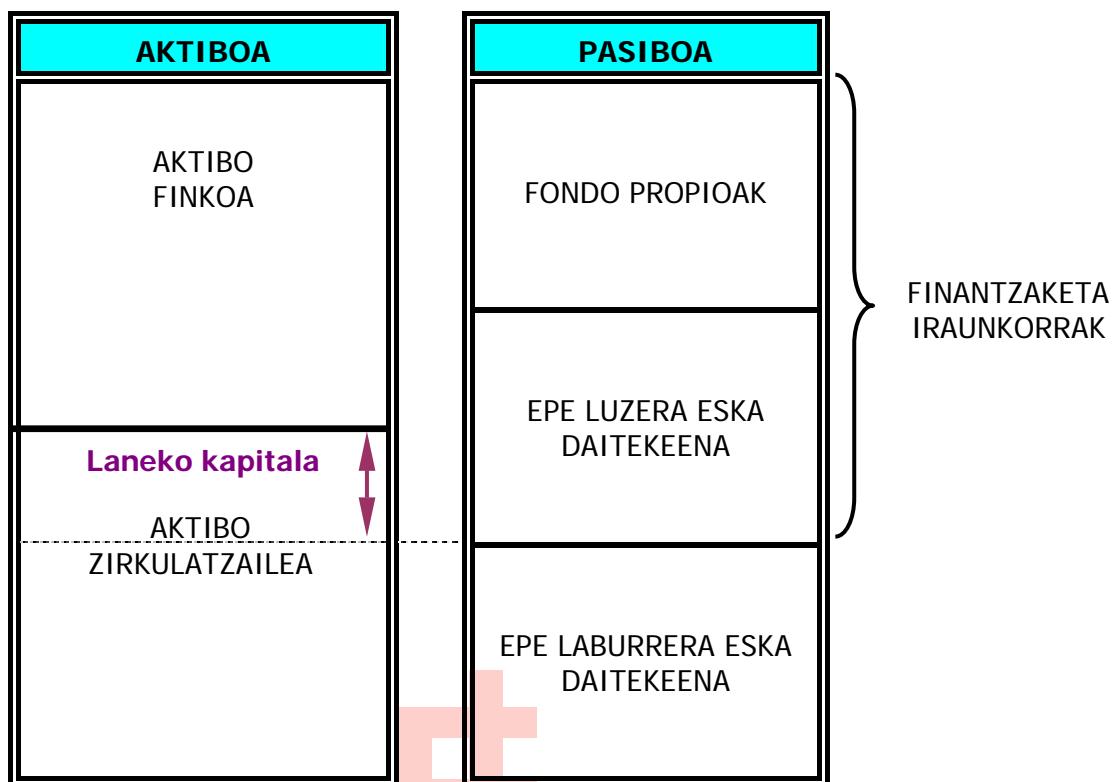 AKTIBOA
AKTIBO
FINKOA
Laneko kapitala
AKTIBO
ZIRKULATZAILEA
PASIBOA
FONDO PROPIOAK
EPE LUZERA ESKA
DAITEKEENA
EPE LABURRERA ESKA
DAITEKEENA
FINANTZAKETA
IRAUNKORRAK